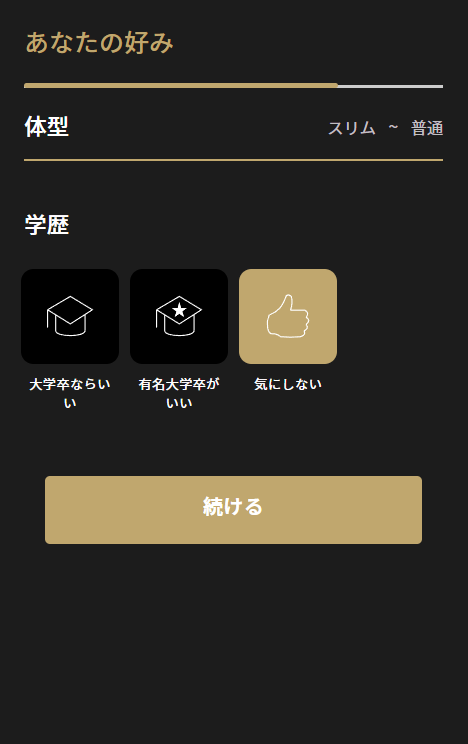 あなたの好み
体型
スリム ~ 普通
学歴
大学卒ならい
い
有名大学卒が
いい
気にしない
続ける